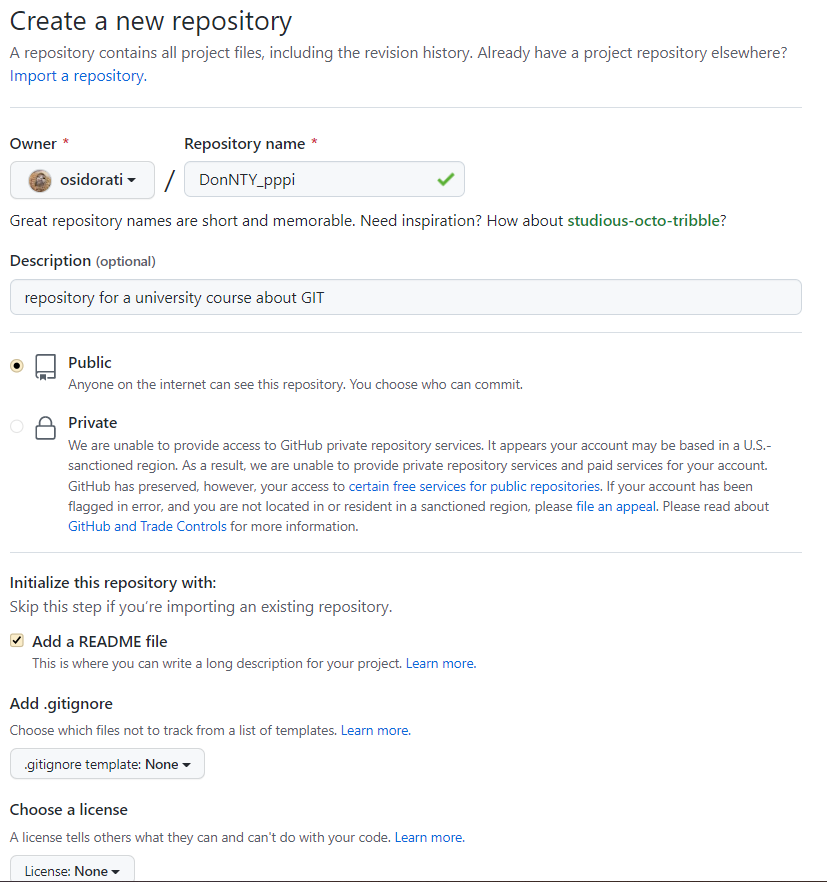 Create a new repository
A repository contains all project files, including the revision history. Already have a project repository elsewhere?
Import a repository.
Owner *
Repository name *
osidorati
/
DonNTY_pppi
Great repository names are short and memorable. Need inspiration? How about studious-octo-tribble?
Description (optional)
repository for a university course about GIT
Public
Anyone on the internet can see this repository. You choose who can commit.
Private
We are unable to provide access to GitHub private repository services. It appears your account may be based in a U.S.-
sanctioned region. As a result, we are unable to provide private repository services and paid services for your account.
GitHub has preserved, however, your access to certain free services for public repositories. If your account has been
flagged in error, and you are not located in or resident in a sanctioned region, please file an appeal. Please read about
GitHub and Trade Controls for more information.
Initialize this repository with:
Skip this step if you’re importing an existing repository.
Add a README file
This is where you can write a long description for your project. Learn more.
Add .gitignore
Choose which files not to track from a list of templates. Learn more.
.gitignore template: None
Choose a license
A license tells others what they can and can't do with your code. Learn more.
License: None